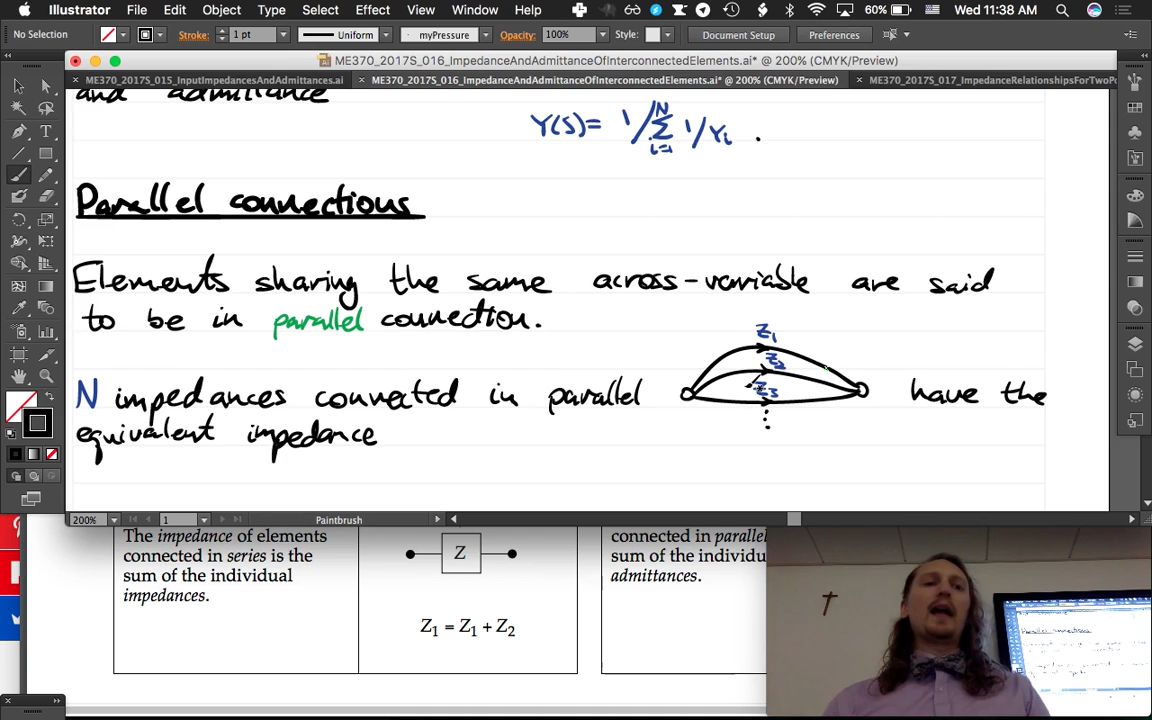 Illustrator File Edit Object Type Select Effect View Window Help 60% Wed 11:38 AM
No Selection Stroke: 1 pt Uniform myPressure Opacity: 100% Style: Document Setup Preferences
ME370_2017S_016_ImpedanceAndAdmittanceOfInterconnectedElements.ai* @ 200% (CMYK/Preview)
ME370_2017S_015_InputImpedancesAndAdmittances.ai ME370_2017S_016_ImpedanceAndAdmittanceOfInterconnectedElements.ai* @ 200% (CMYK/Preview) ME370_2017S_017_ImpedanceRelationshipsForTwoPo
and admittance
Y(s)= 1/∑ᵢ₌₁ᴺ 1/Yᵢ .
Parallel connections
Elements sharing the same across-variable are said
to be in parallel connection.
Z₁
Z₂
Z₃
N impedances connected in parallel have the
equivalent impedance
200% 1 Paintbrush
The impedance of elements
connected in series is the
sum of the individual
impedances.
Z
Z₁ = Z₁ + Z₂
connected in parallel
sum of the individua
admittances.